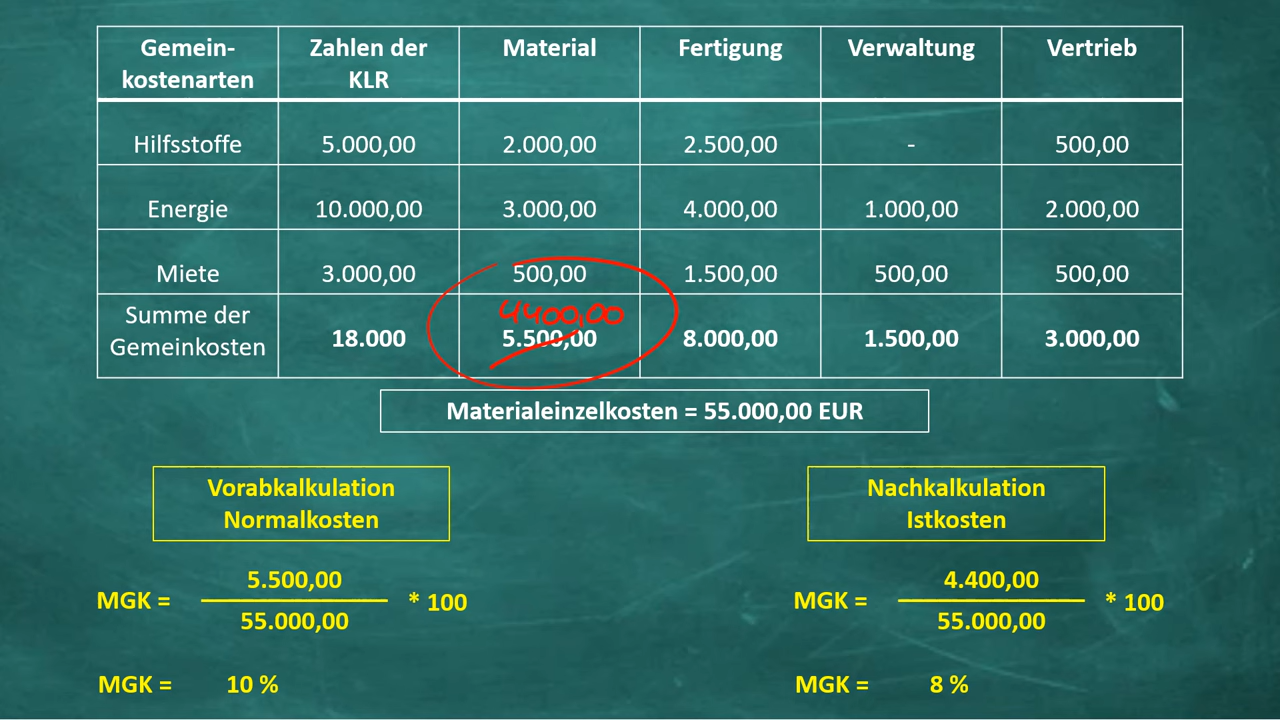 Gemein-
kostenarten
Zahlen der
KLR
Material
Fertigung
Verwaltung
Vertrieb
Hilfsstoffe 5.000,00 2.000,00 2.500,00 - 500,00
Energie 10.000,00 3.000,00 4.000,00 1.000,00 2.000,00
Miete 3.000,00 500,00 1.500,00 500,00 500,00
4400,00
Summe der
Gemeinkosten
18.000 5.500,00 8.000,00 1.500,00 3.000,00
Materialeinzelkosten = 55.000,00 EUR
Vorabkalkulation
Normalkosten
MGK = 5.500,00
55.000,00
* 100
MGK = 10 %
Nachkalkulation
Istkosten
MGK = 4.400,00
55.000,00
* 100
MGK = 8 %